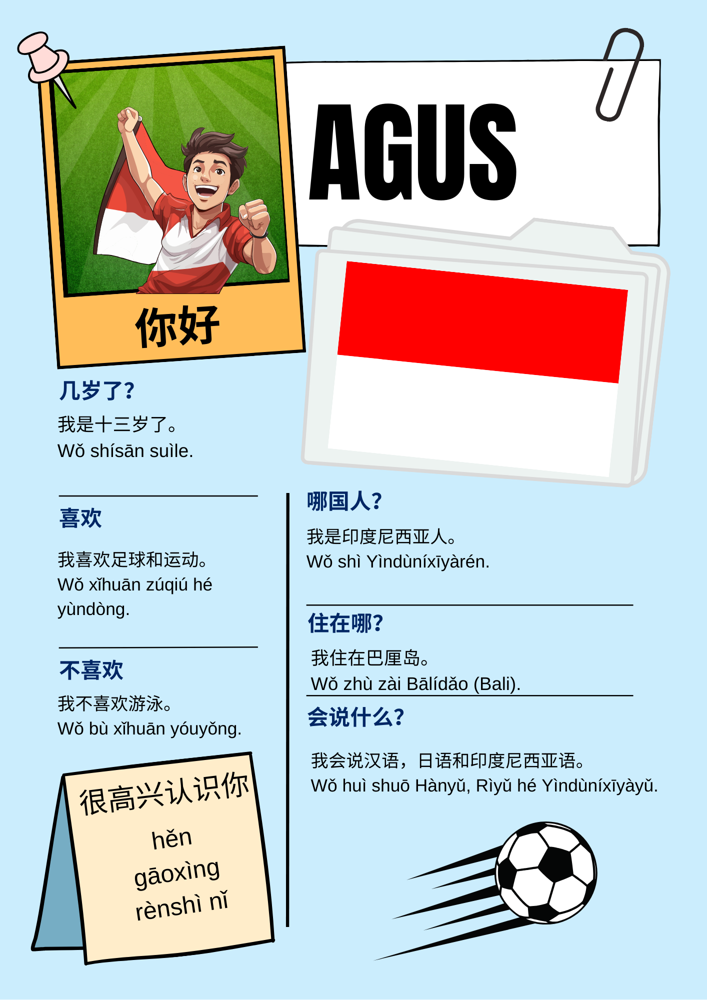 AGUS
你好
几岁了?
我是十三岁了。
Wǒ shísān suìle.
喜欢
我喜欢足球和运动。
Wǒ xǐhuān zúqiú hé
yùndòng.
不喜欢
我不喜欢游泳。
Wǒ bù xǐhuān yóuyǒng.
很高兴认识你
hěn
gāoxìng
rènshì nǐ
哪国人?
我是印度尼西亚人。
Wǒ shì Yìndùníxīyàrén.
住在哪?
我住在巴厘岛。
Wǒ zhù zài Bālídǎo (Bali).
会说什么?
我会说汉语，日语和印度尼西亚语。
Wǒ huì shuō Hànyǔ, Rìyǔ hé Yìndùníxīyàyǔ.